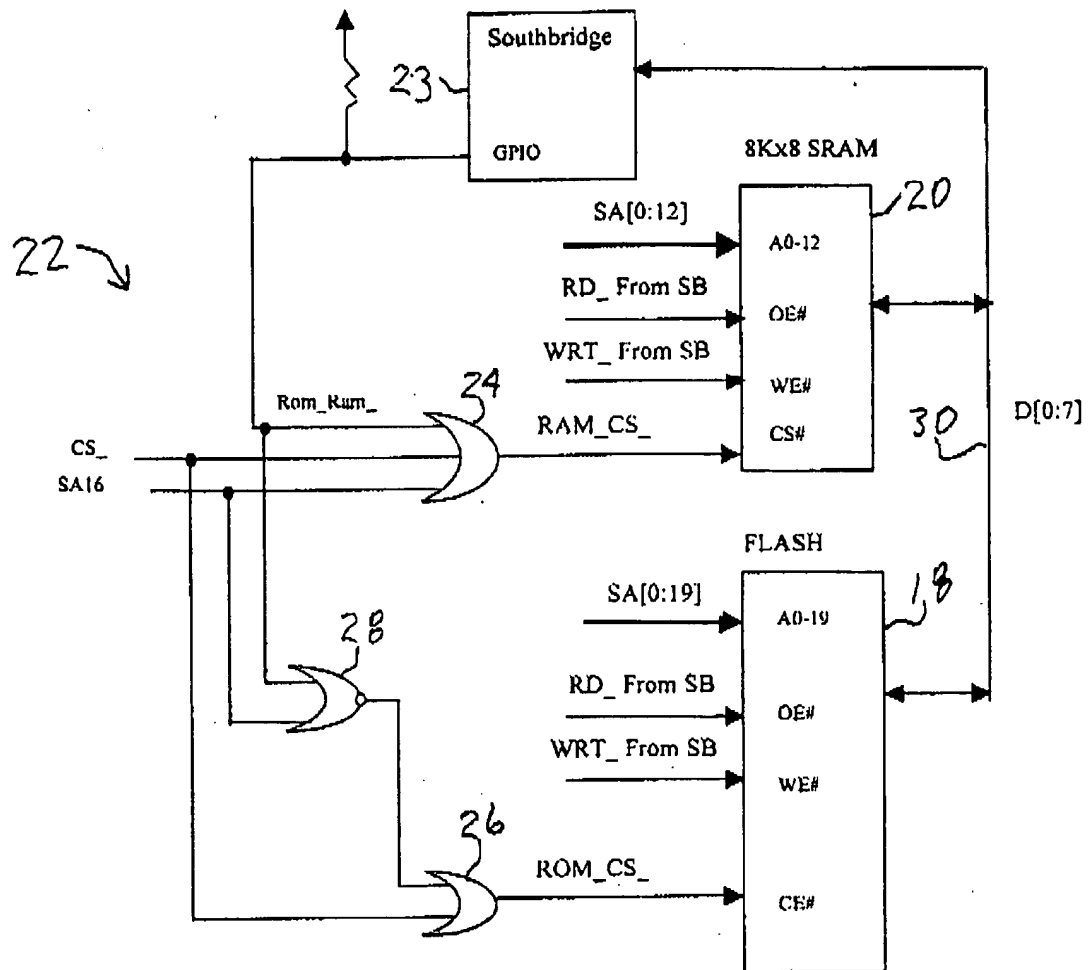 Southbridge
23
GPIO
8Kx8 SRAM
20
SA[0:12]
A0-12
22
RD_ From SB
OE#
WRT_ From SB
WE#
24
Rom_Ram_
30
D[0:7]
CS_
RAM_CS_
CS#
SA16
FLASH
SA[0:19]
18
A0-19
28
RD_ From SB
OE#
WRT_ From SB
WE#
26
ROM_CS_
CE#